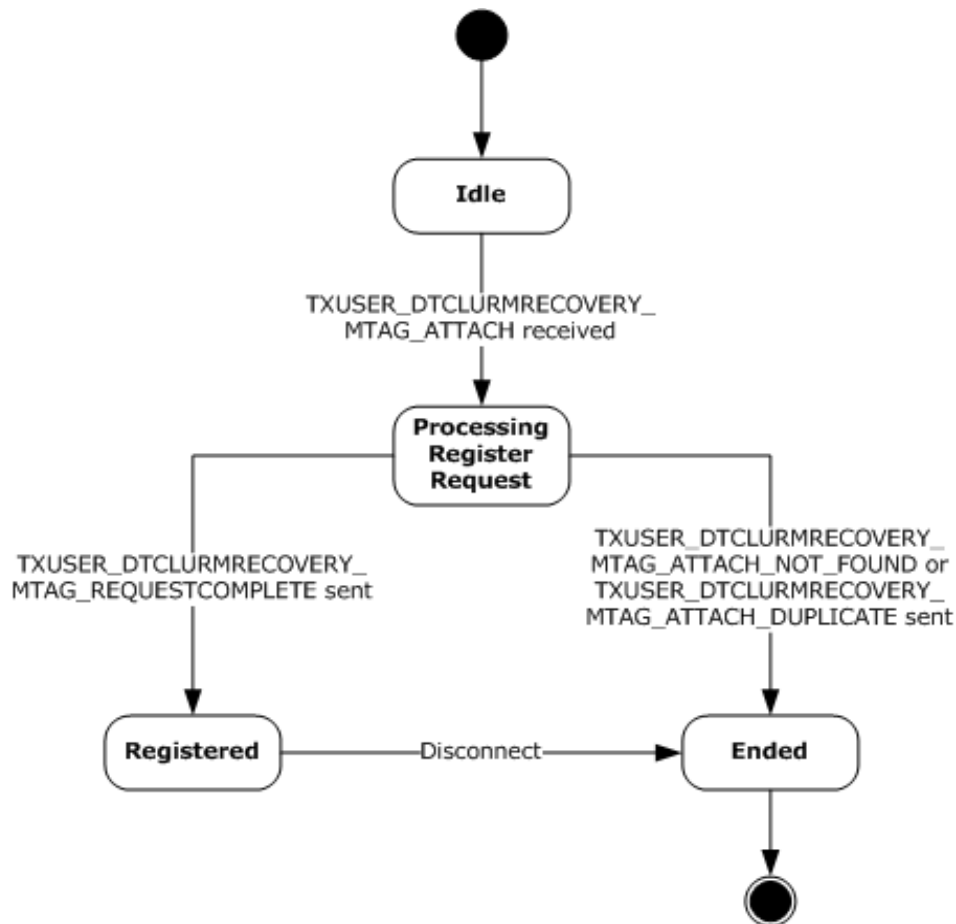 Idle
TXUSER_DTCLURMRECOVERY_
MTAG_ATTACH received
Processing
Register
Request
TXUSER_DTCLURMRECOVERY_
MTAG_REQUESTCOMPLETE sent
TXUSER_DTCLURMRECOVERY_
MTAG_ATTACH_NOT_FOUND or
TXUSER_DTCLURMRECOVERY_
MTAG_ATTACH_DUPLICATE sent
Registered
Disconnect
Ended